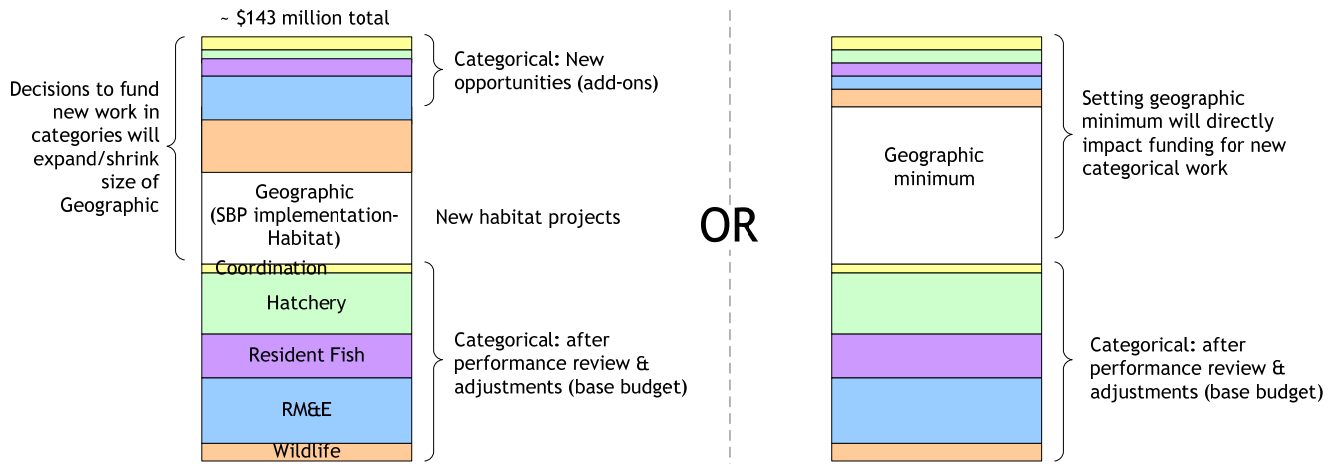 ~ $143 million total
Decisions to fund
new work in
categories will
expand/shrink
size of
Geographic
Categorical: New
opportunities (add-ons)
Geographic
(SBP implementation-
Habitat)
New habitat projects
Coordination
Hatchery
Resident Fish
RM&E
Wildlife
Categorical: after
performance review &
adjustments (base budget)
OR
Geographic
minimum
Setting geographic
minimum will directly
impact funding for new
categorical work
Categorical: after
performance review &
adjustments (base budget)